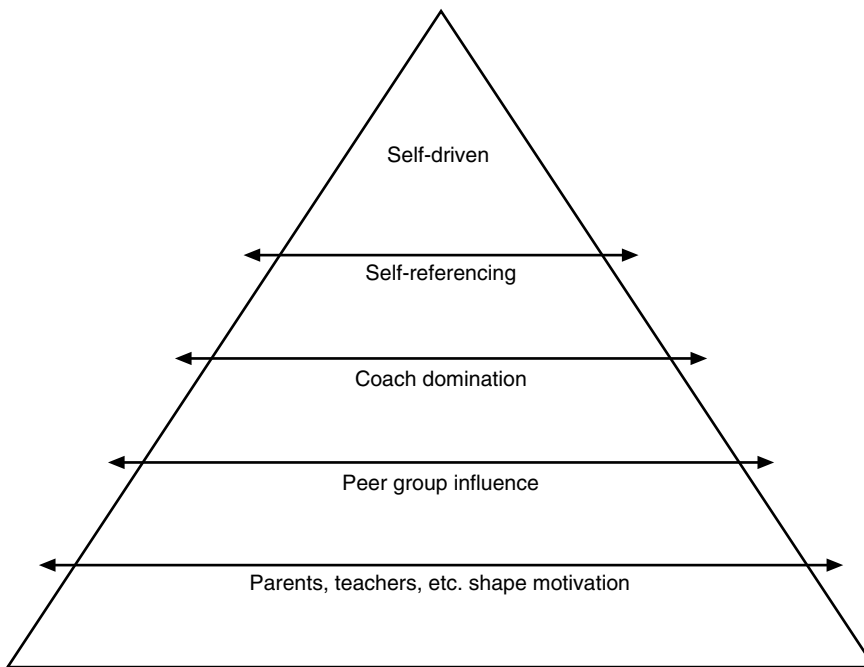 Self-driven
Self-referencing
Coach domination
Peer group influence
Parents, teachers, etc. shape motivation